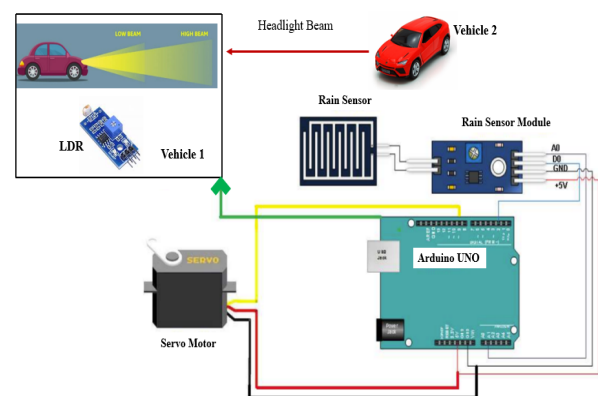 LOW BEAM
HIGH BEAM
Headlight Beam
Vehicle 2
LDR
Vehicle 1
Rain Sensor
Rain Sensor Module
A0
D0
GND
+5V
Arduino UNO
SERVO
Servo Motor